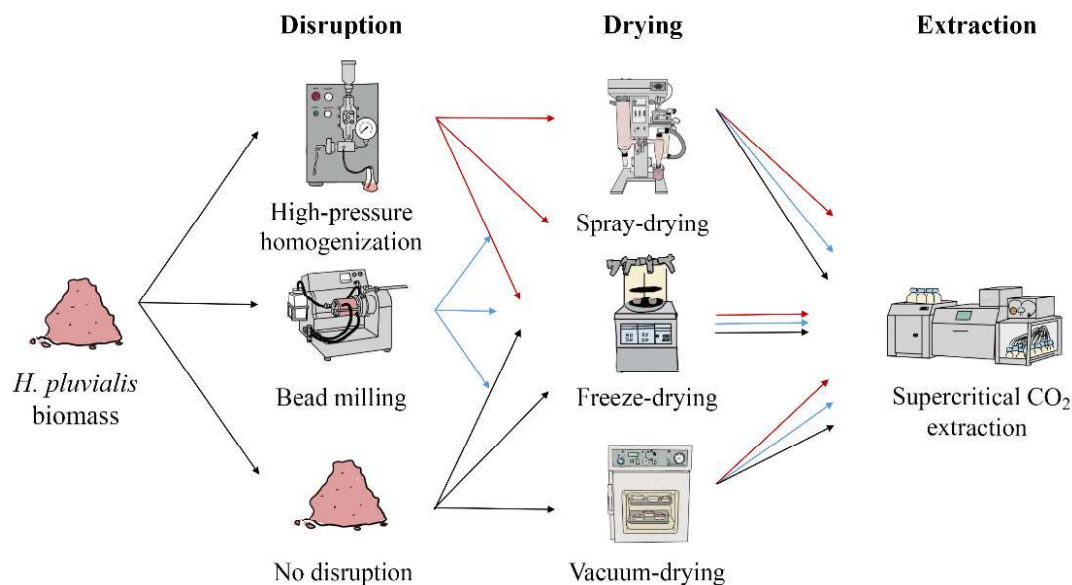 Disruption
Drying
Extraction
High-pressure
homogenization
Spray-drying
H. pluvialis
biomass
Bead milling
Freeze-drying
Supercritical CO₂
extraction
No disruption
Vacuum-drying